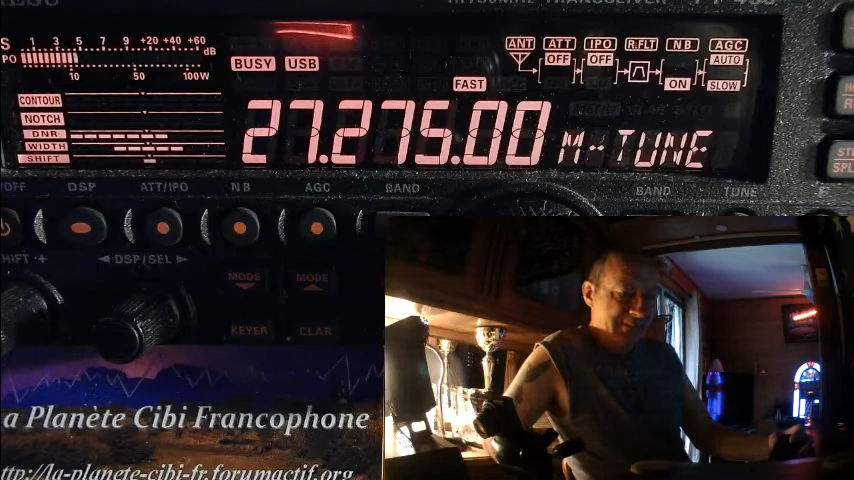 S 1 3 5 7 9 +20 +40 +60 dB
PO 10 50 100W
BUSY USB
FAST
ANT ATT IPO R.FLT NB AGC
OFF OFF AUTO
ON SLOW
CONTOUR
NOTCH
DNR
WIDTH
SHIFT
27.275.00 M-TUNE
/OFF DSP ATT/IPO NB AGC BAND BAND TUNE
SHIFT + ◄DSP/SEL► MODE MODE
KEYER CLAR
a Planète Cibi Francophone
ttp://la-planete-cibi-fr.forumactif.org